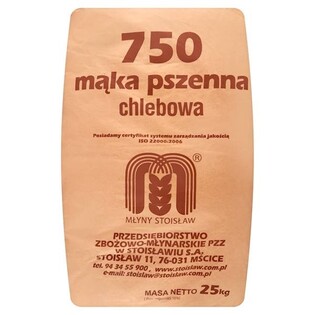 750
mąka pszenna
chlebowa
Posiadamy certyfikat systemu zarządzania jakością
ISO 22000:2006
®
MŁYNY STOISŁAW
PRZEDSIĘBIORSTWO
ZBOŻOWO-MŁYNARSKIE PZZ
W STOISŁAWIU S.A.
STOISŁAW 11, 76-031 MŚCICE
tel. 94 34 55 900, www.stoislaw.com.pl
e-mail: stoislaw@stoislaw.com.pl
MASA NETTO 25kg